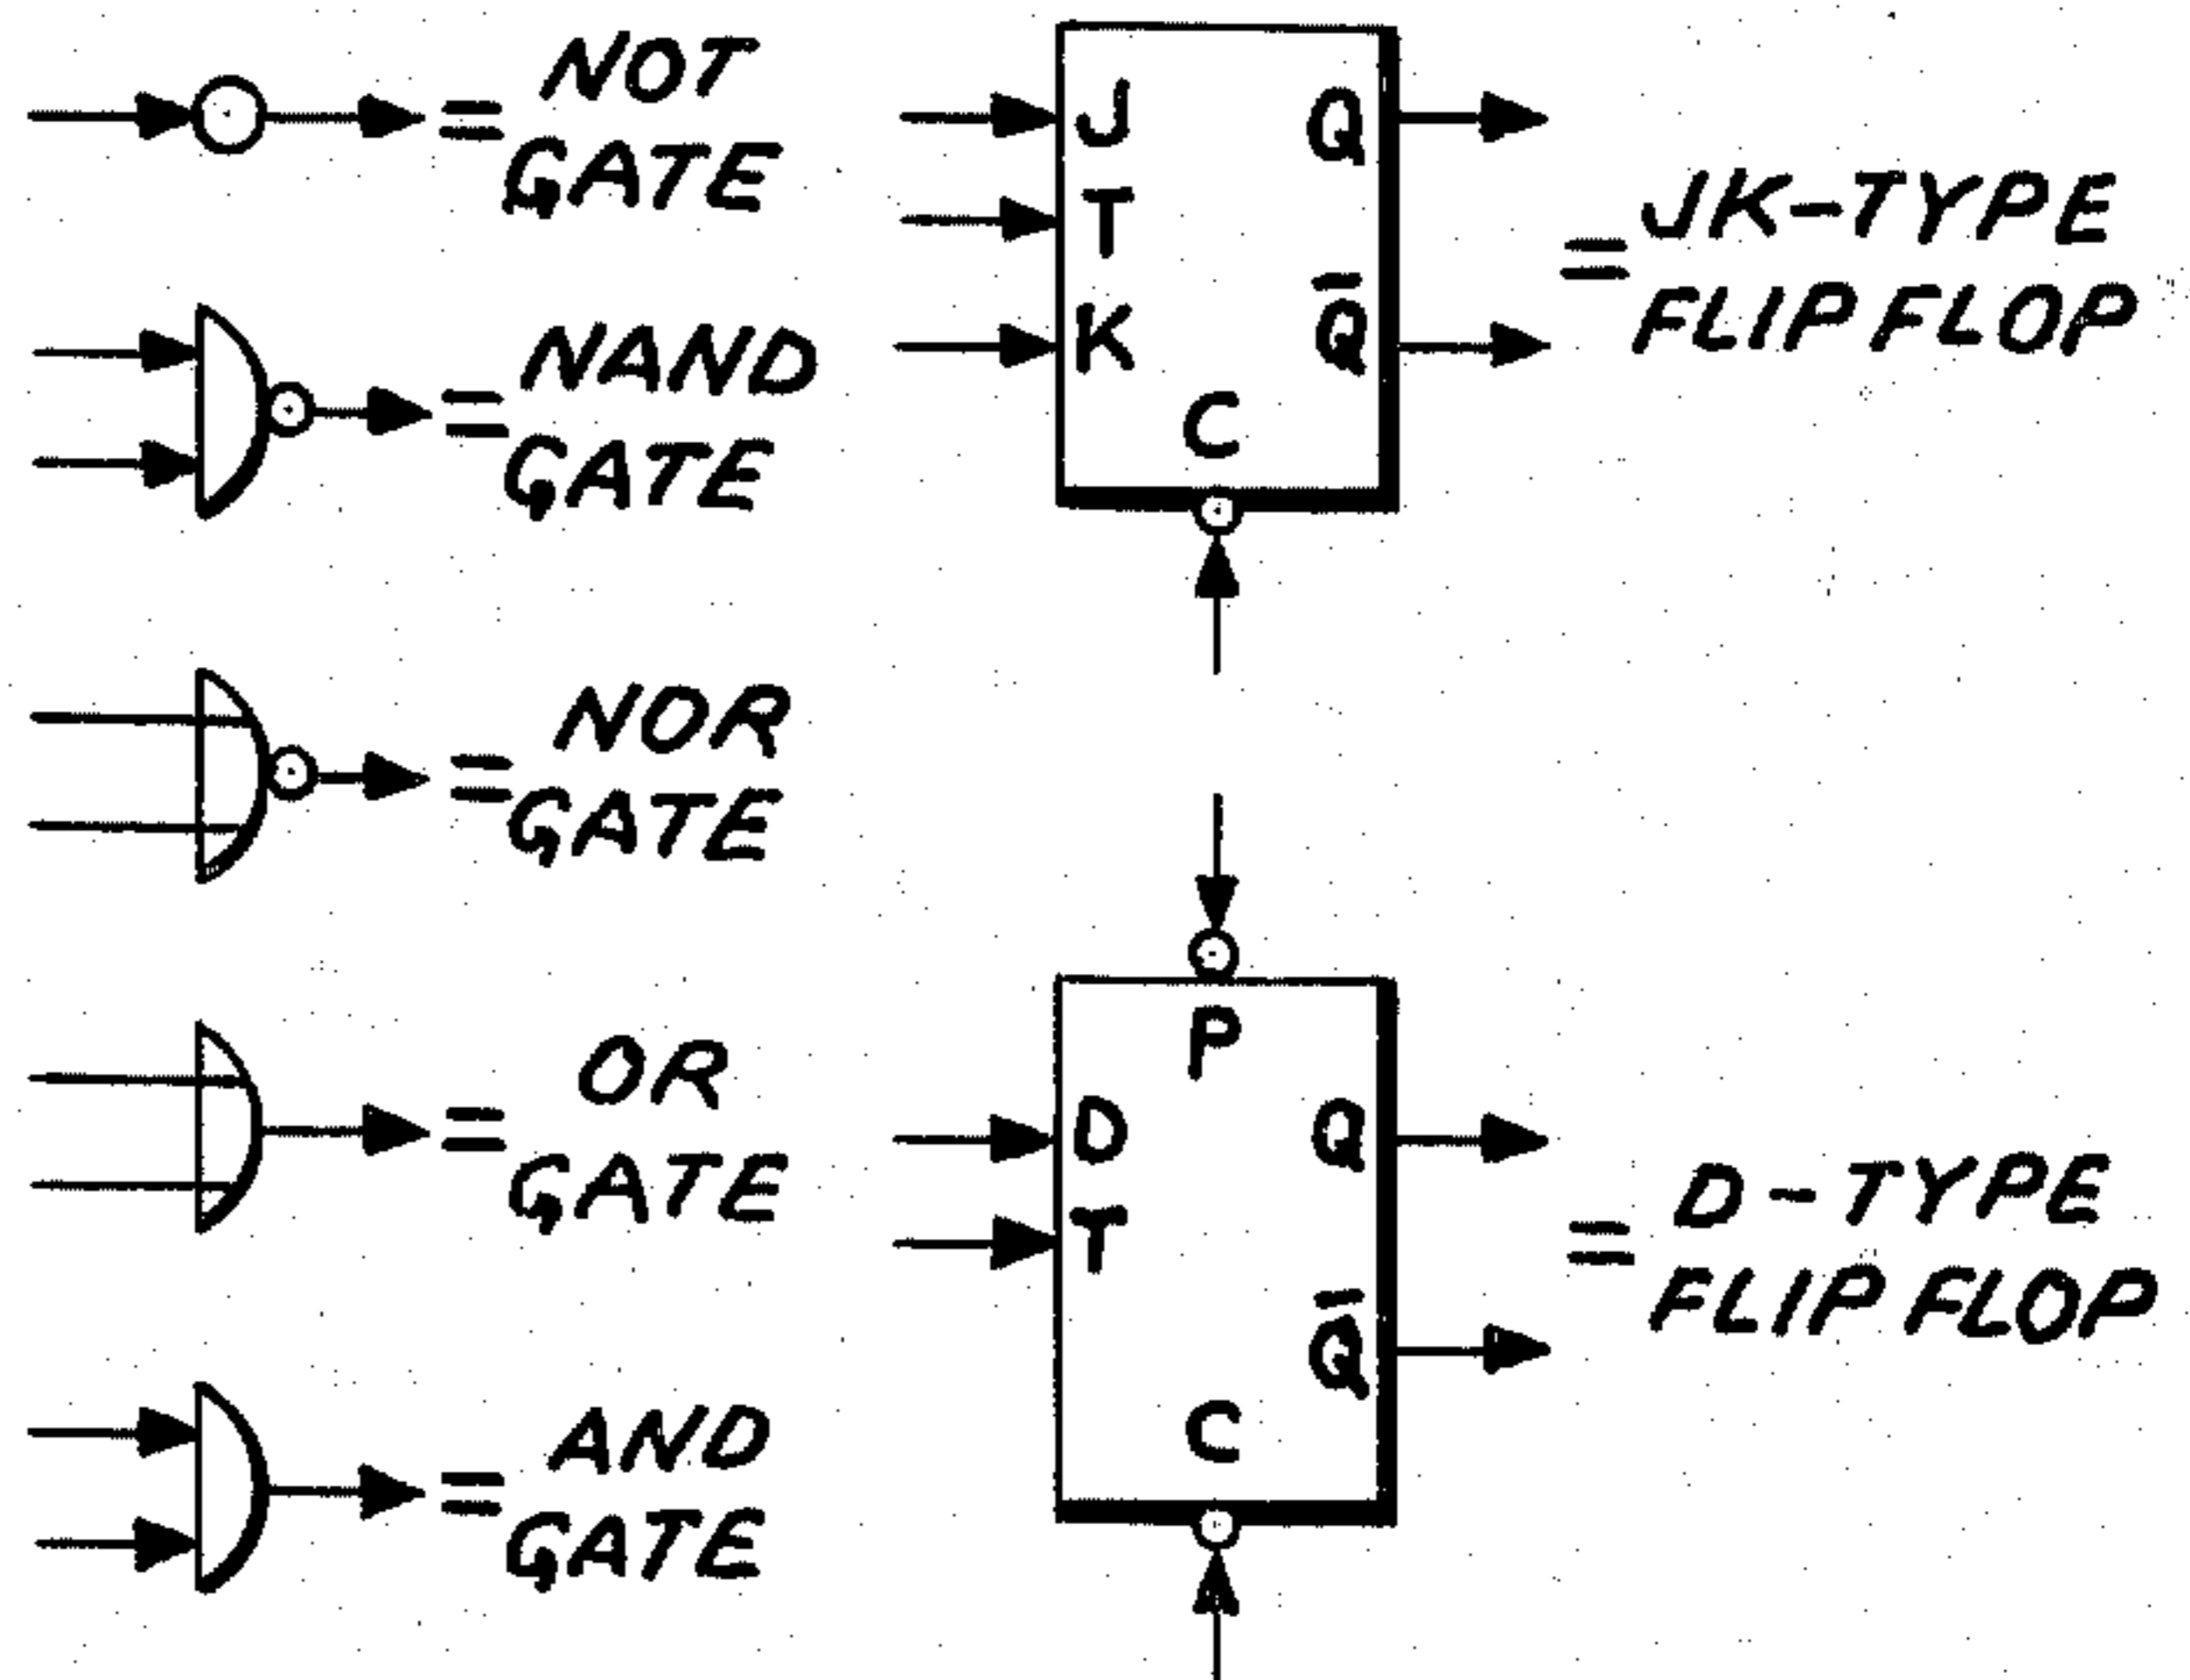 = NOT
GATE
= NAND
GATE
= NOR
GATE
= OR
GATE
= AND
GATE
J Q
T
K Q̅
C
= JK-TYPE
FLIP FLOP
P
D Q
T
Q̅
C
= D-TYPE
FLIP FLOP